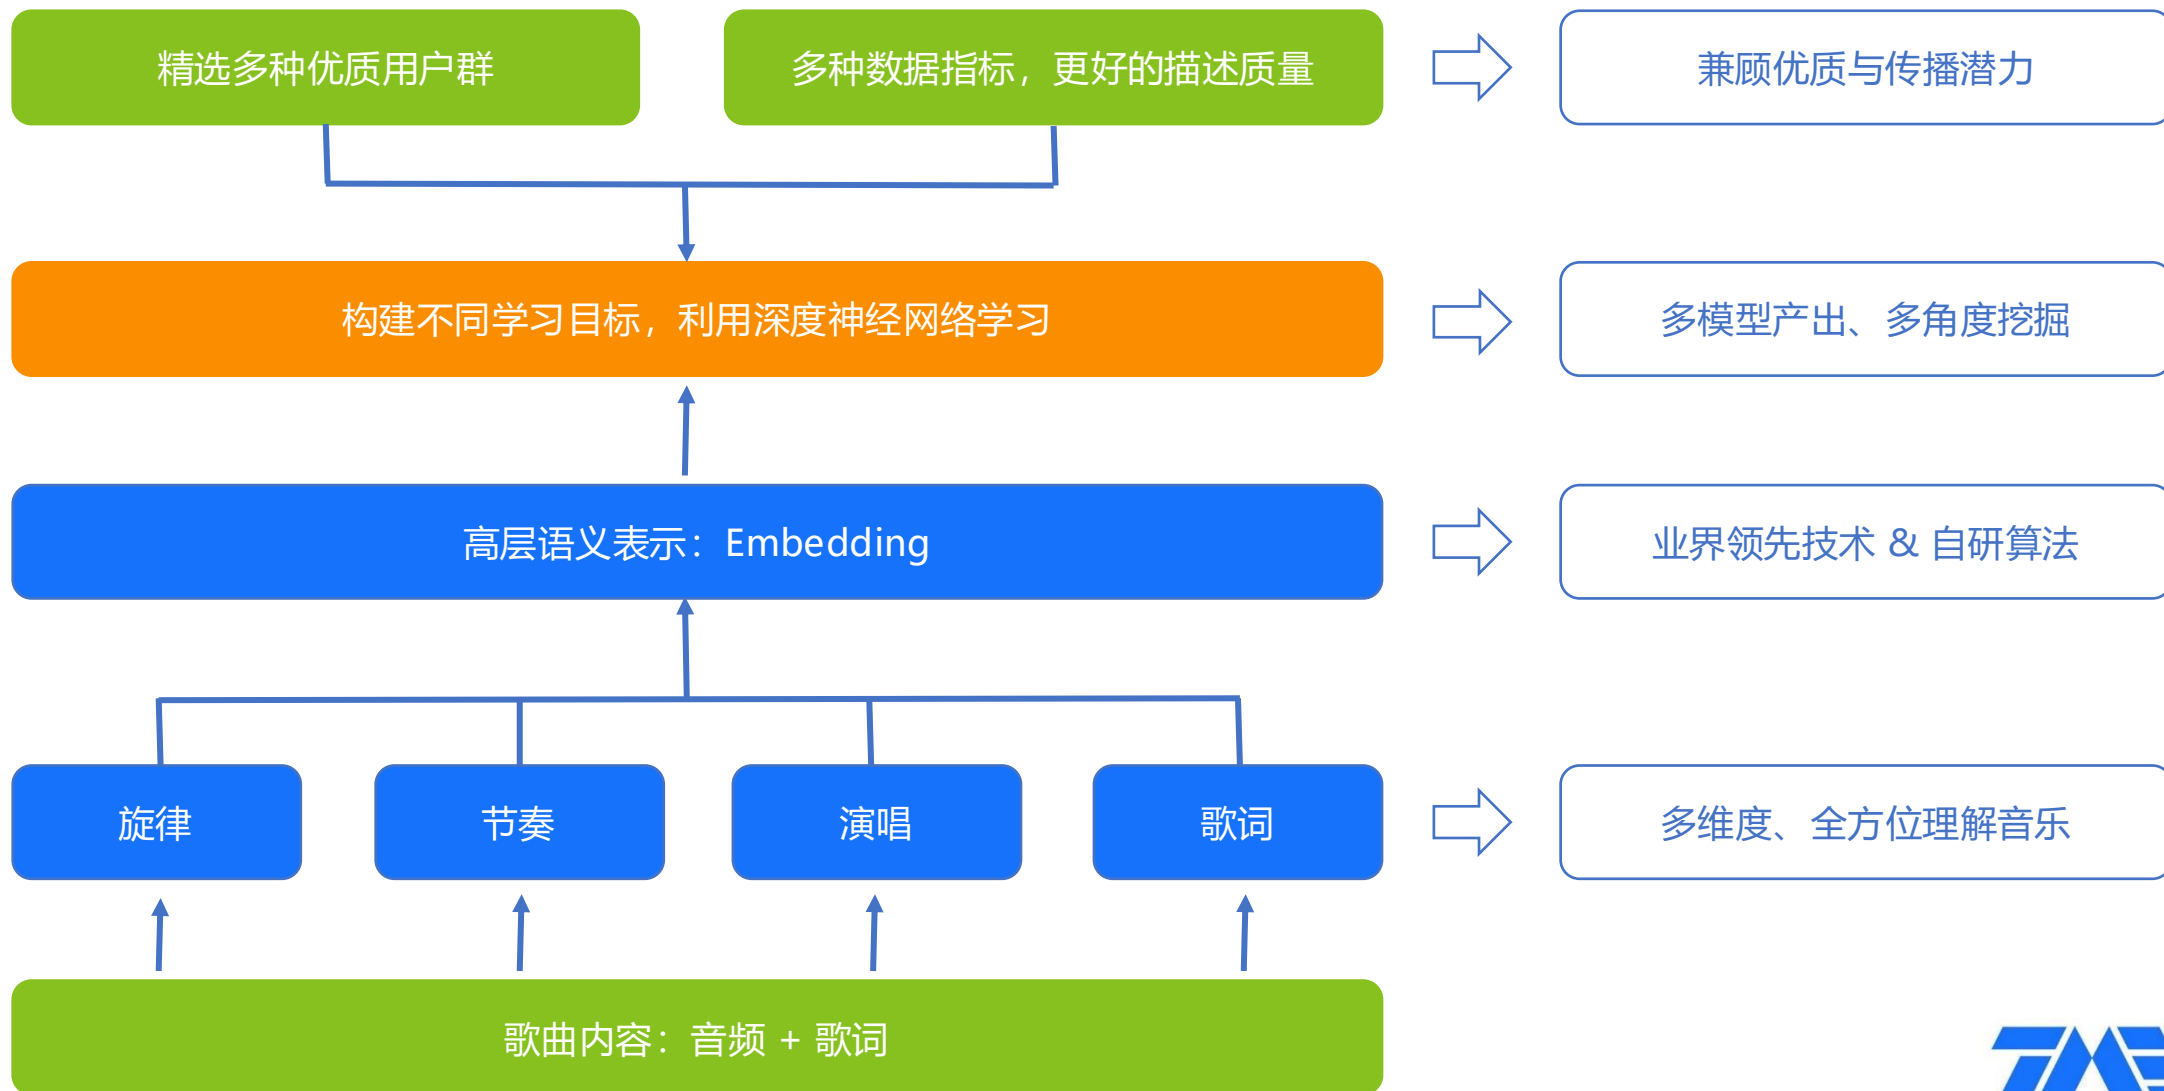 精选多种优质用户群
多种数据指标，更好的描述质量
兼顾优质与传播潜力
构建不同学习目标，利用深度神经网络学习
多模型产出、多角度挖掘
高层语义表示：Embedding
业界领先技术 & 自研算法
旋律
节奏
演唱
歌词
多维度、全方位理解音乐
歌曲内容：音频 + 歌词
TME